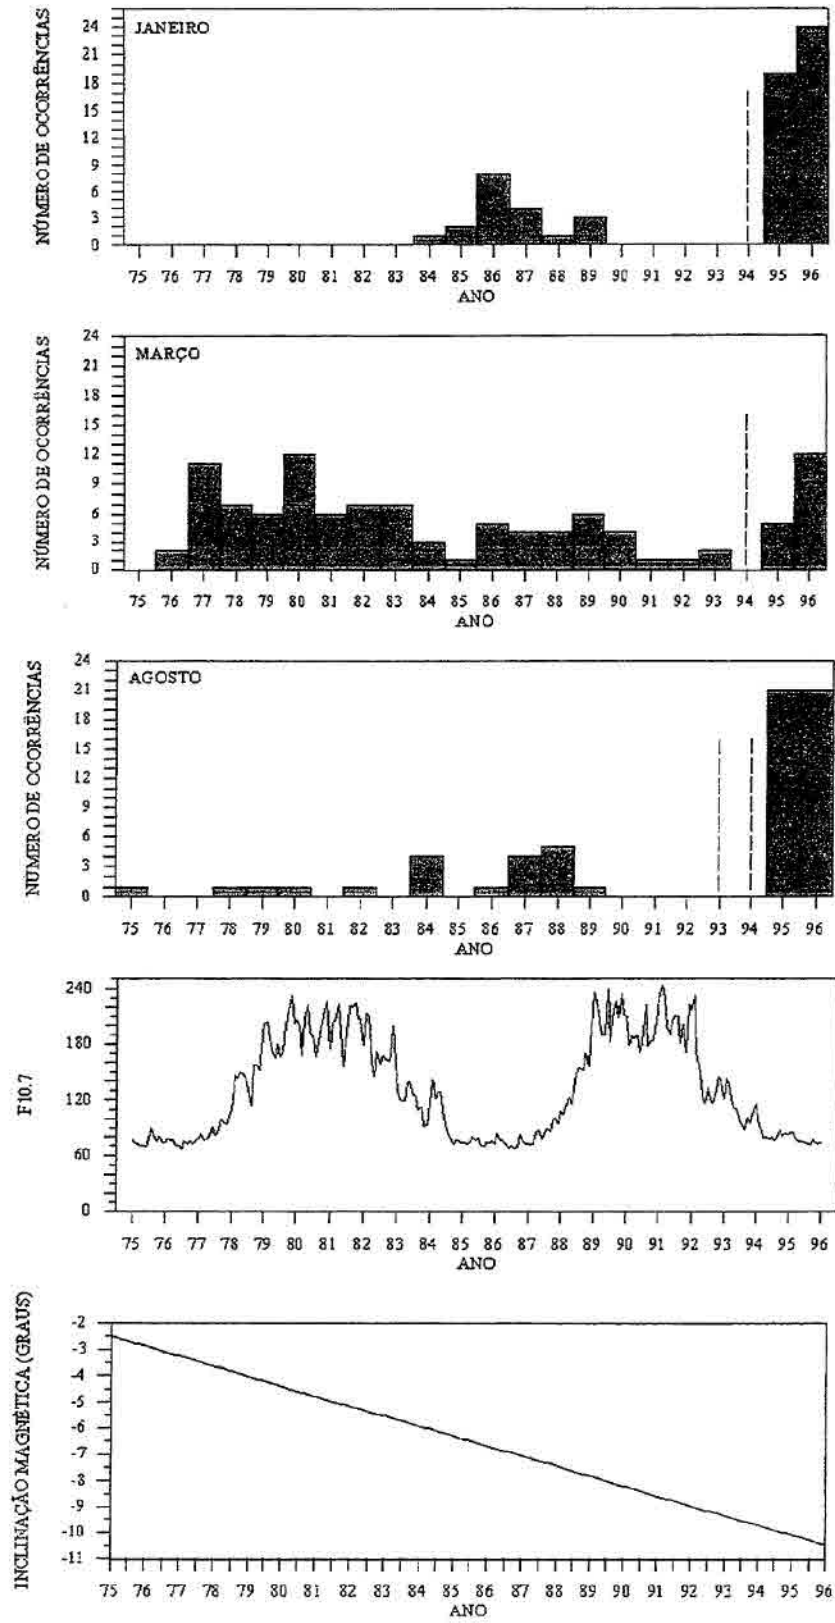 JANEIRO
NÚMERO DE OCORRÊNCIAS
24
21
18
15
12
9
6
3
0
75 76 77 78 79 80 81 82 83 84 85 86 87 88 89 90 91 92 93 94 95 96
ANO
MARÇO
NÚMERO DE OCORRÊNCIAS
24
21
18
15
12
9
6
3
0
75 76 77 78 79 80 81 82 83 84 85 86 87 88 89 90 91 92 93 94 95 96
ANO
AGOSTO
NÚMERO DE OCORRÊNCIAS
24
21
18
15
12
9
6
3
0
75 76 77 78 79 80 81 82 83 84 85 86 87 88 89 90 91 92 93 94 95 96
ANO
F10.7
240
180
120
60
0
75 76 77 78 79 80 81 82 83 84 85 86 87 88 89 90 91 92 93 94 95 96
ANO
INCLINAÇÃO MAGNÉTICA (GRAUS)
-2
-3
-4
-5
-6
-7
-8
-9
-10
-11
75 76 77 78 79 80 81 82 83 84 85 86 87 88 89 90 91 92 93 94 95 96
ANO